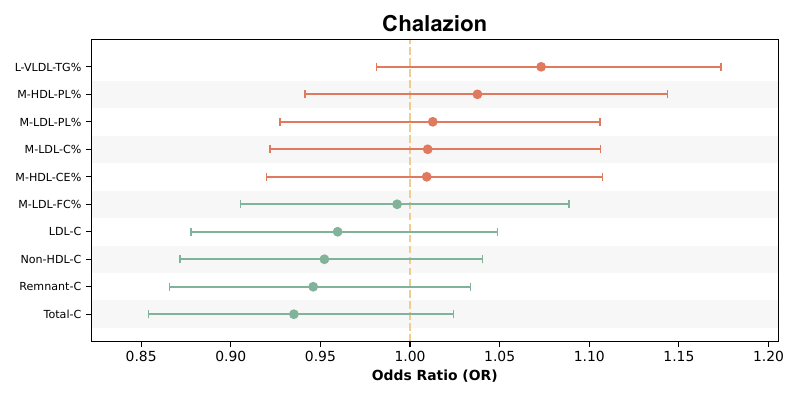 Chalazion
L-VLDL-TG%
M-HDL-PL%
M-LDL-PL%
M-LDL-C%
M-HDL-CE%
M-LDL-FC%
LDL-C
Non-HDL-C
Remnant-C
Total-C
0.85 0.90 0.95 1.00 1.05 1.10 1.15 1.20
Odds Ratio (OR)